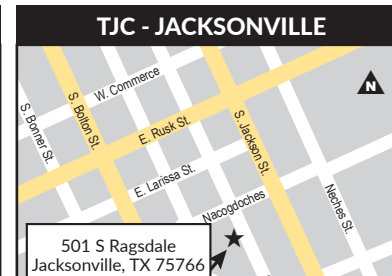 TJC - JACKSONVILLE
W. Commerce
N
S. Bolton St.
S. Bonner St.
E. Rusk St.
S. Jackson St.
E. Larissa St.
Neches St.
Nacogdoches
501 S Ragsdale
Jacksonville, TX 75766